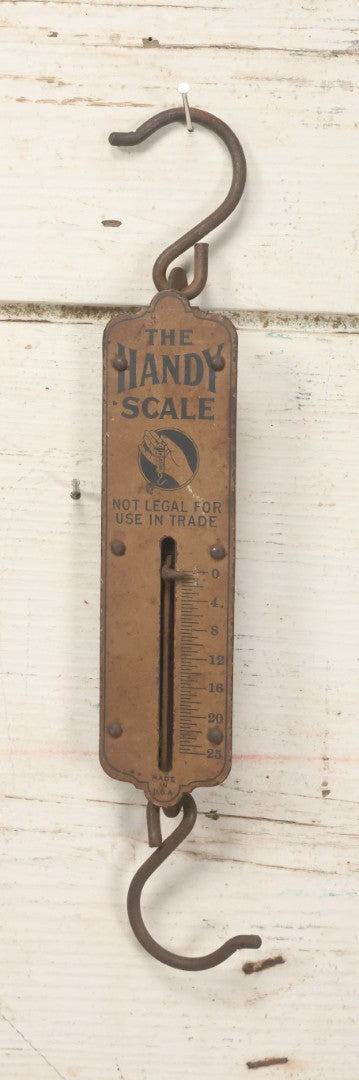 THE
HANDY
SCALE
NOT LEGAL FOR
USE IN TRADE
0
4.
8
12
16
20
25
MADE
IN
U.S.A